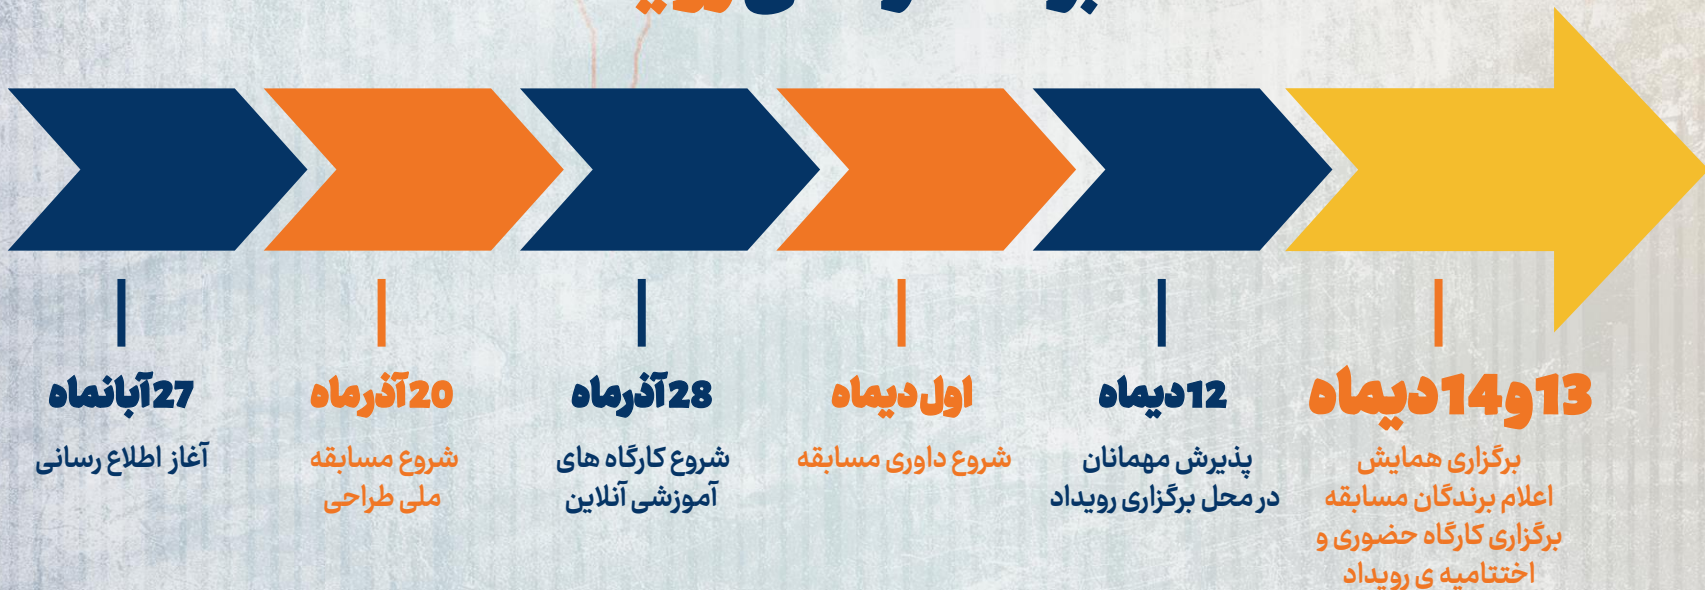 27آبانماه
آغاز اطلاع رسانی
20آذرماه
شروع مسابقه
ملی طراحی
28آذرماه
شروع کارگاه های
آموزشی آنلاین
اول دیماه
شروع داوری مسابقه
12دیماه
پذیرش مهمانان
در محل برگزاری رویداد
13و14دیماه
برگزاری همایش
اعلام برندگان مسابقه
برگزاری کارگاه حضوری و
اختتامیه ی رویداد